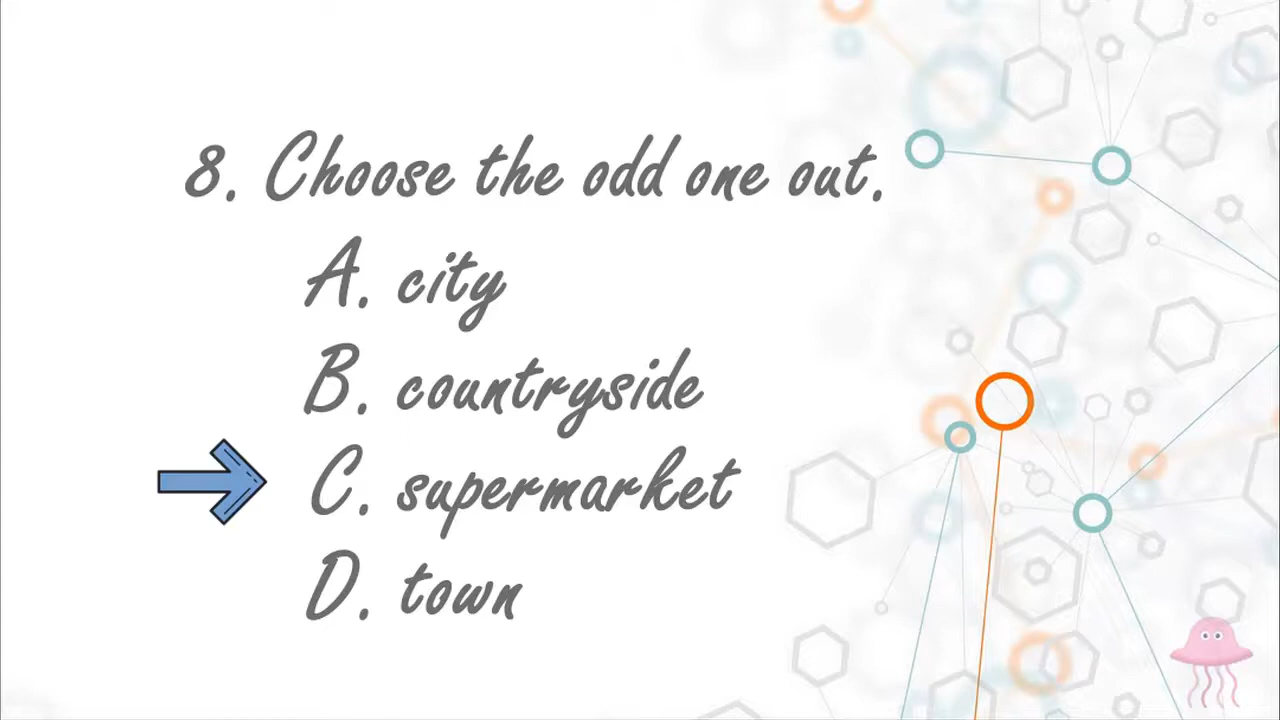 8. Choose the odd one out.
A. city
B. countryside
C. supermarket
D. town